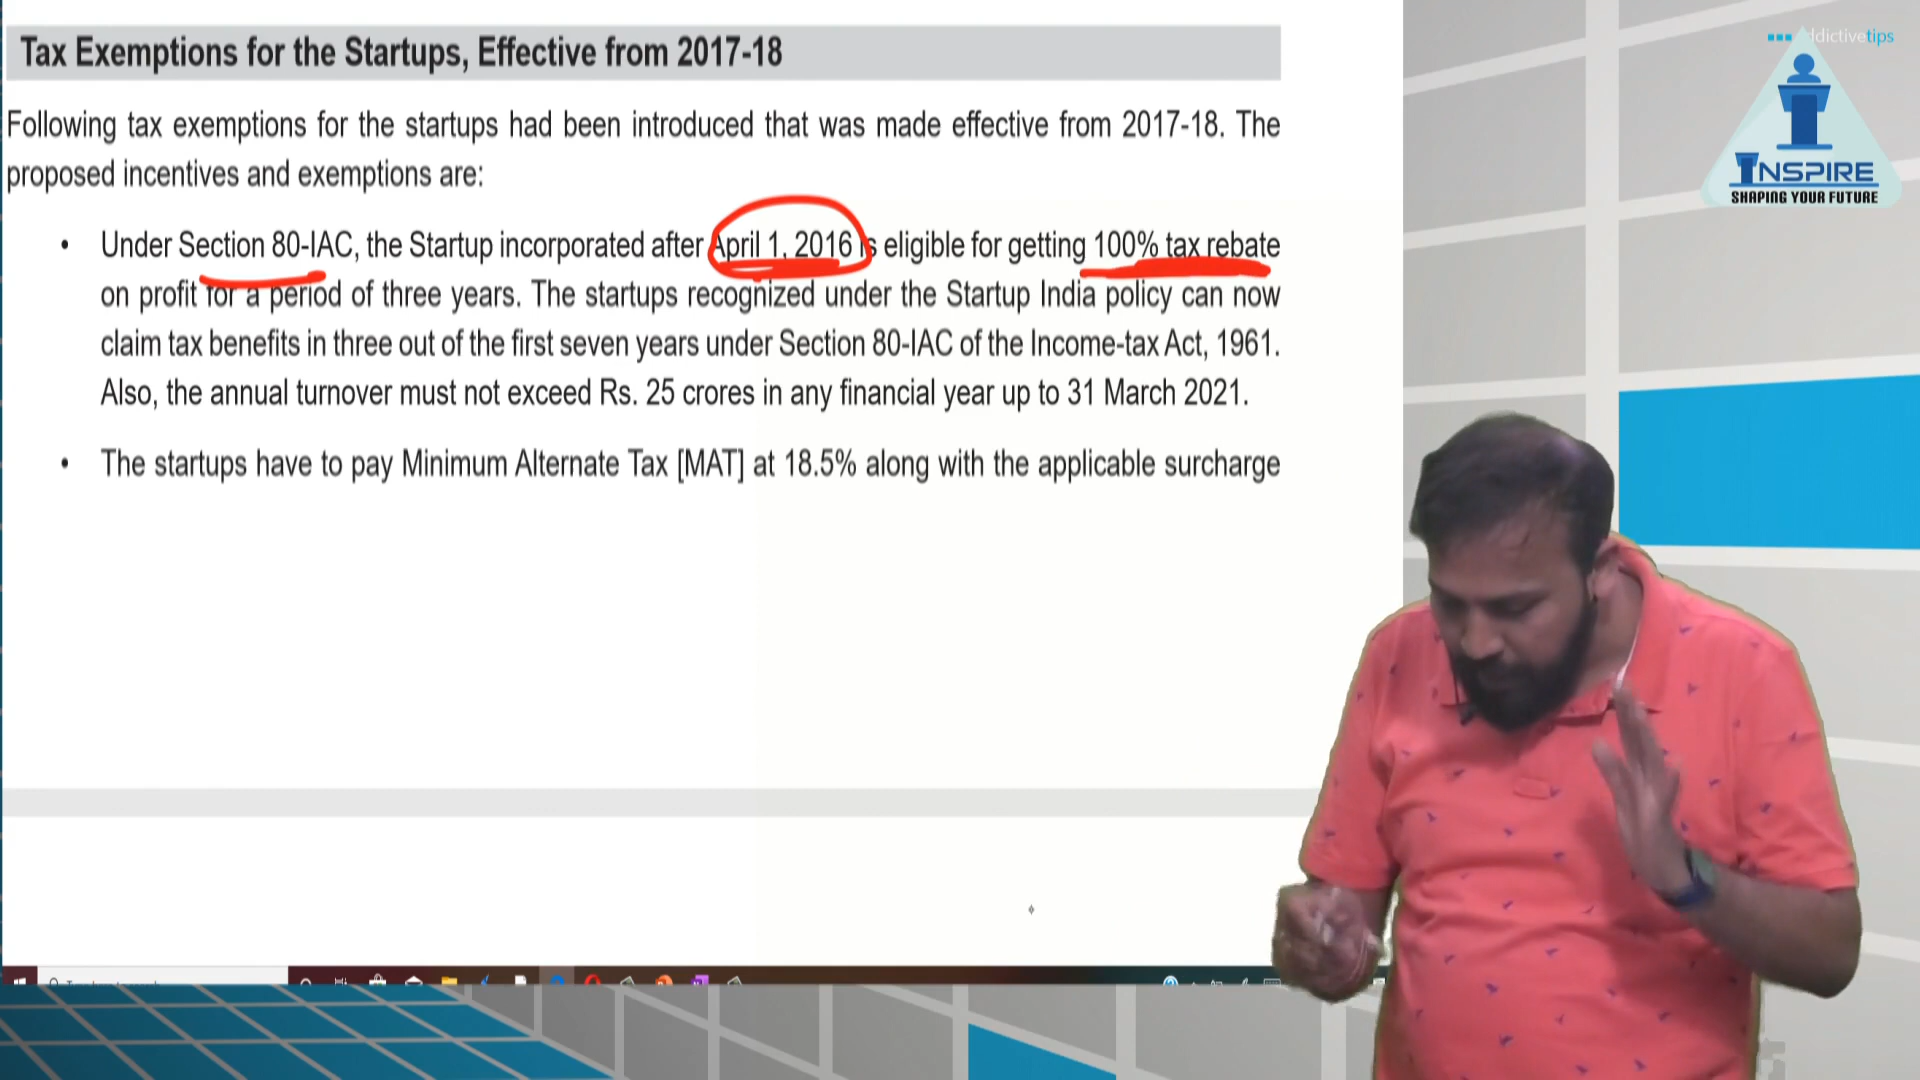 Tax Exemptions for the Startups, Effective from 2017-18
Following tax exemptions for the startups had been introduced that was made effective from 2017-18. The
proposed incentives and exemptions are:
• Under Section 80-IAC, the Startup incorporated after April 1, 2016 is eligible for getting 100% tax rebate
on profit for a period of three years. The startups recognized under the Startup India policy can now
claim tax benefits in three out of the first seven years under Section 80-IAC of the Income-tax Act, 1961.
Also, the annual turnover must not exceed Rs. 25 crores in any financial year up to 31 March 2021.
• The startups have to pay Minimum Alternate Tax [MAT] at 18.5% along with the applicable surcharge
INSPIRE
SHAPING YOUR FUTURE